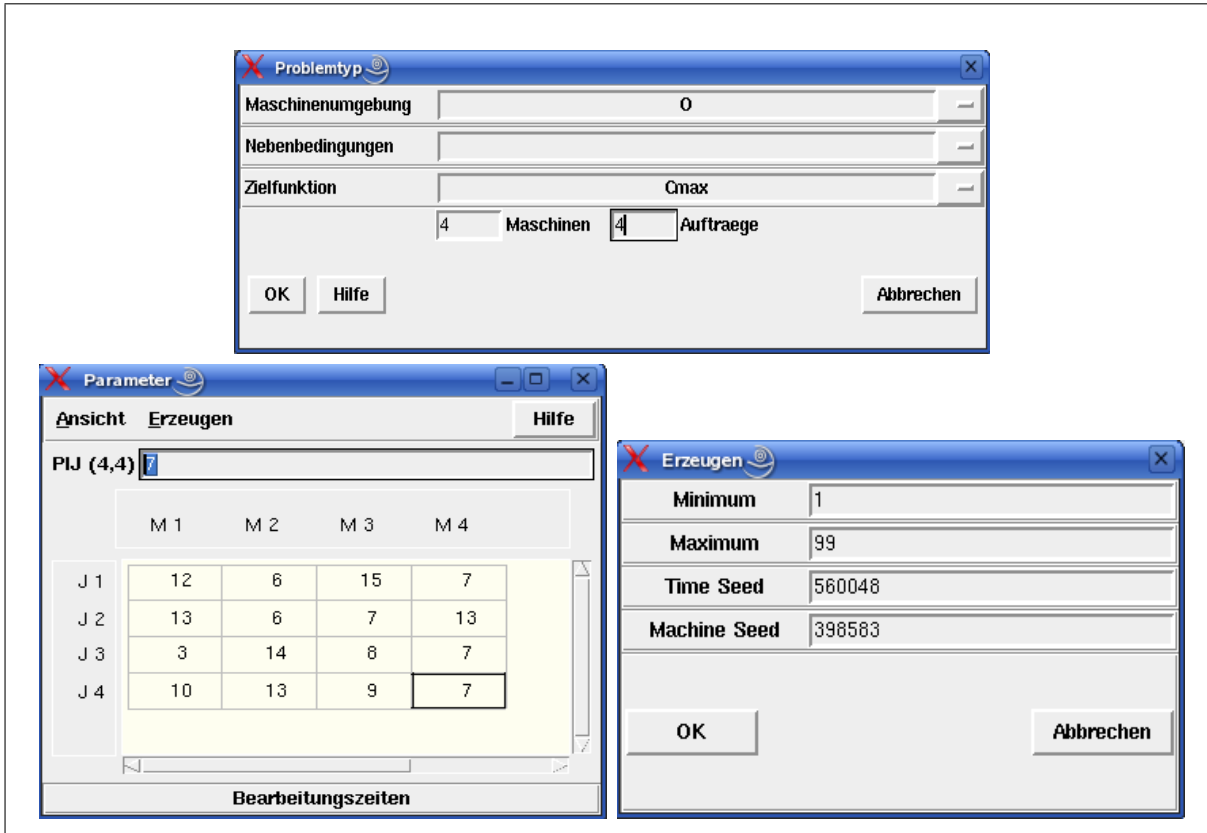 Problemtyp
Maschinenumgebung O
Nebenbedingungen
Zielfunktion Cmax
4 Maschinen 4 Auftraege
OK Hilfe Abbrechen
Parameter
Ansicht Erzeugen Hilfe
PIJ (4,4) 7
M 1 M 2 M 3 M 4
J 1 12 6 15 7
J 2 13 6 7 13
J 3 3 14 8 7
J 4 10 13 9 7
Bearbeitungszeiten
Erzeugen
Minimum 1
Maximum 99
Time Seed 560048
Machine Seed 398583
OK Abbrechen